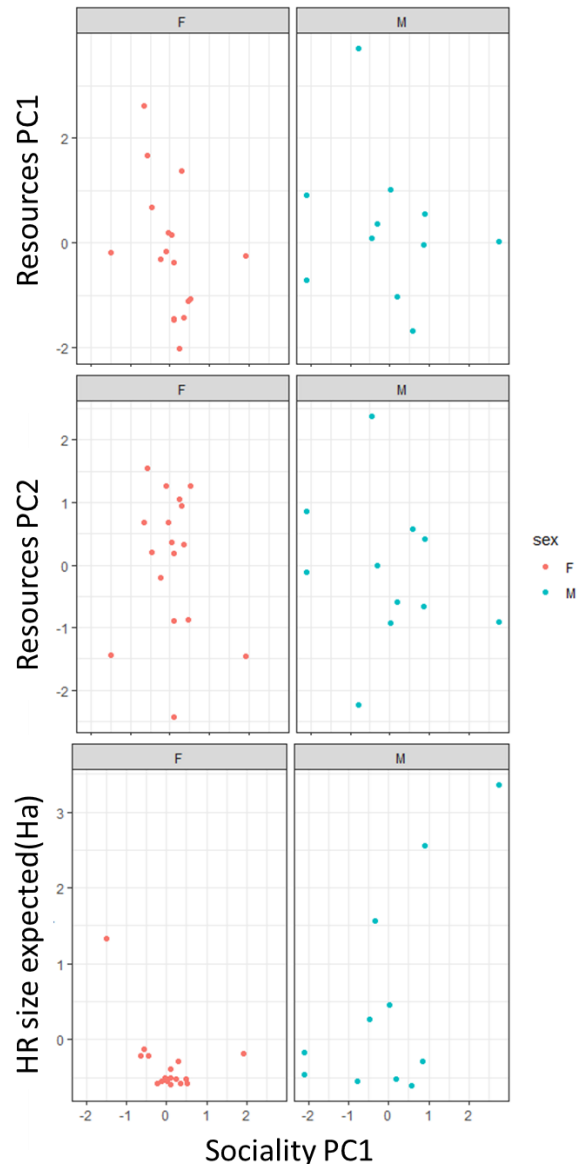 F M
Resources PC1
2
0
-2
F M
Resources PC2
2
1
0
-1
-2
sex
F
M
F M
HR size expected(Ha)
3
2
1
0
-2 -1 0 1 2 -2 -1 0 1 2
Sociality PC1